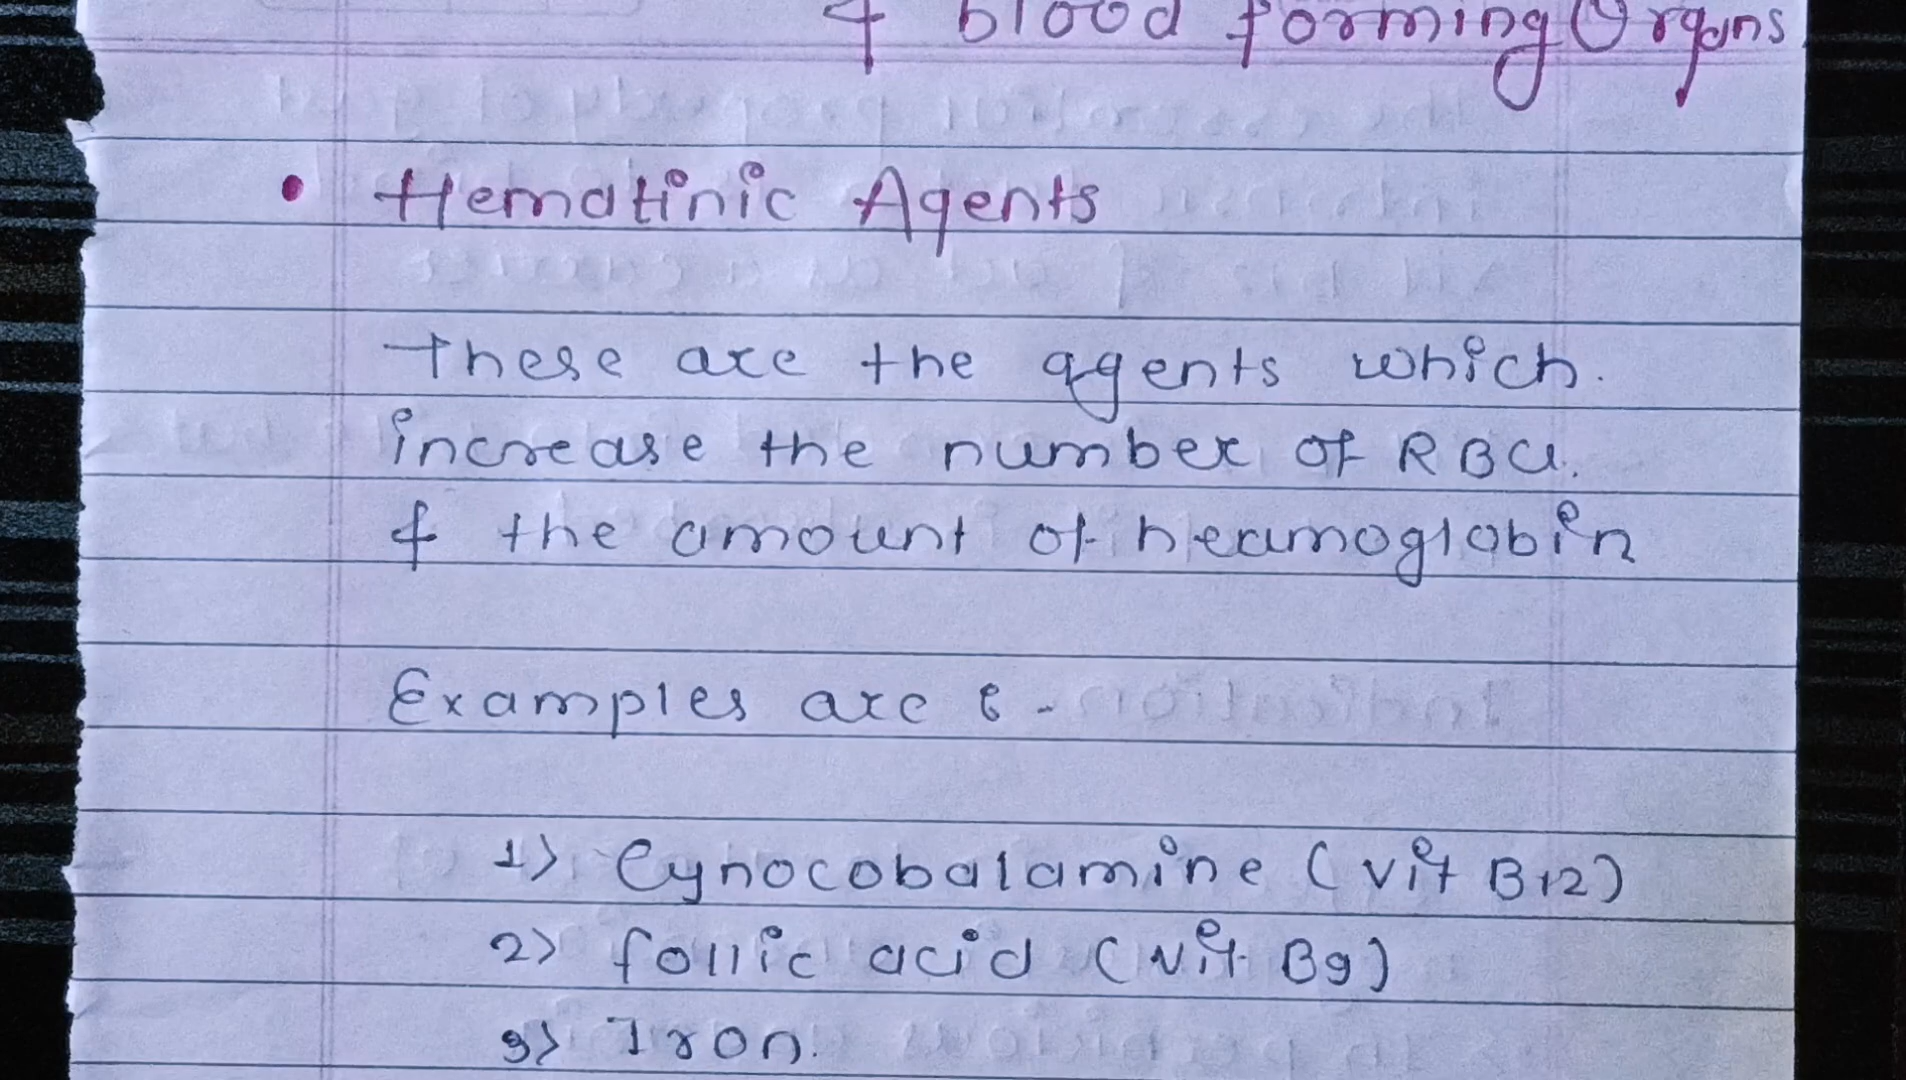 & blood forming Organs
• Hematinic Agents
These are the agents which.
increase the number of RBCs.
& the amount of heamoglobin
Examples are :-
1) Cynocobalamine (Vit B12)
2) follic acid (Vit. B9)
3) Iron.